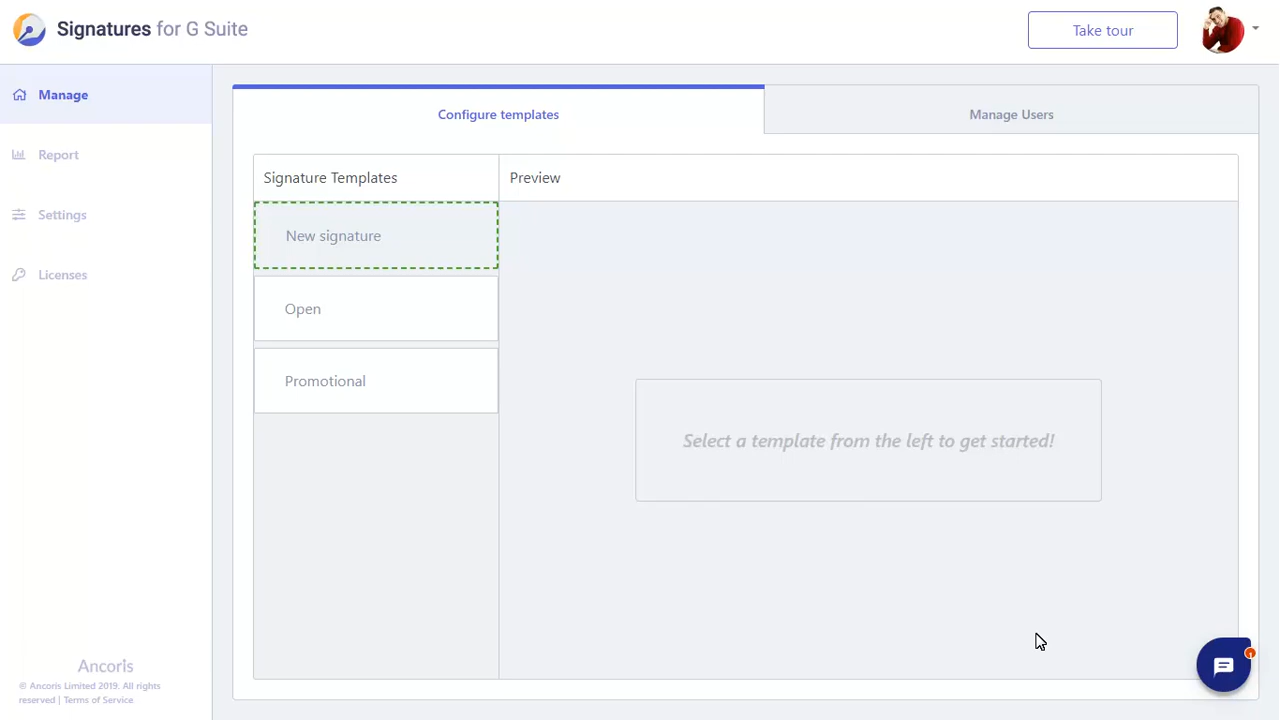 Signatures for G Suite
Take tour
Manage
Report
Settings
Licenses
Configure templates
Manage Users
Signature Templates
Preview
New signature
Open
Promotional
Select a template from the left to get started!
1
Ancoris
© Ancoris Limited 2019. All rights
reserved | Terms of Service